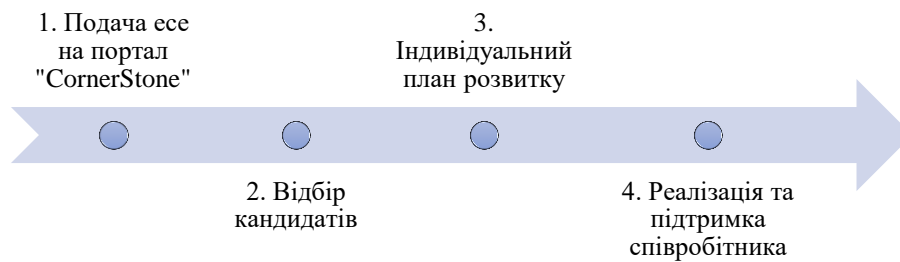 1. Подача есе
на портал
"CornerStone"
2. Відбір
кандидатів
3.
Індивідуальний
план розвитку
4. Реалізація та
підтримка
співробітника